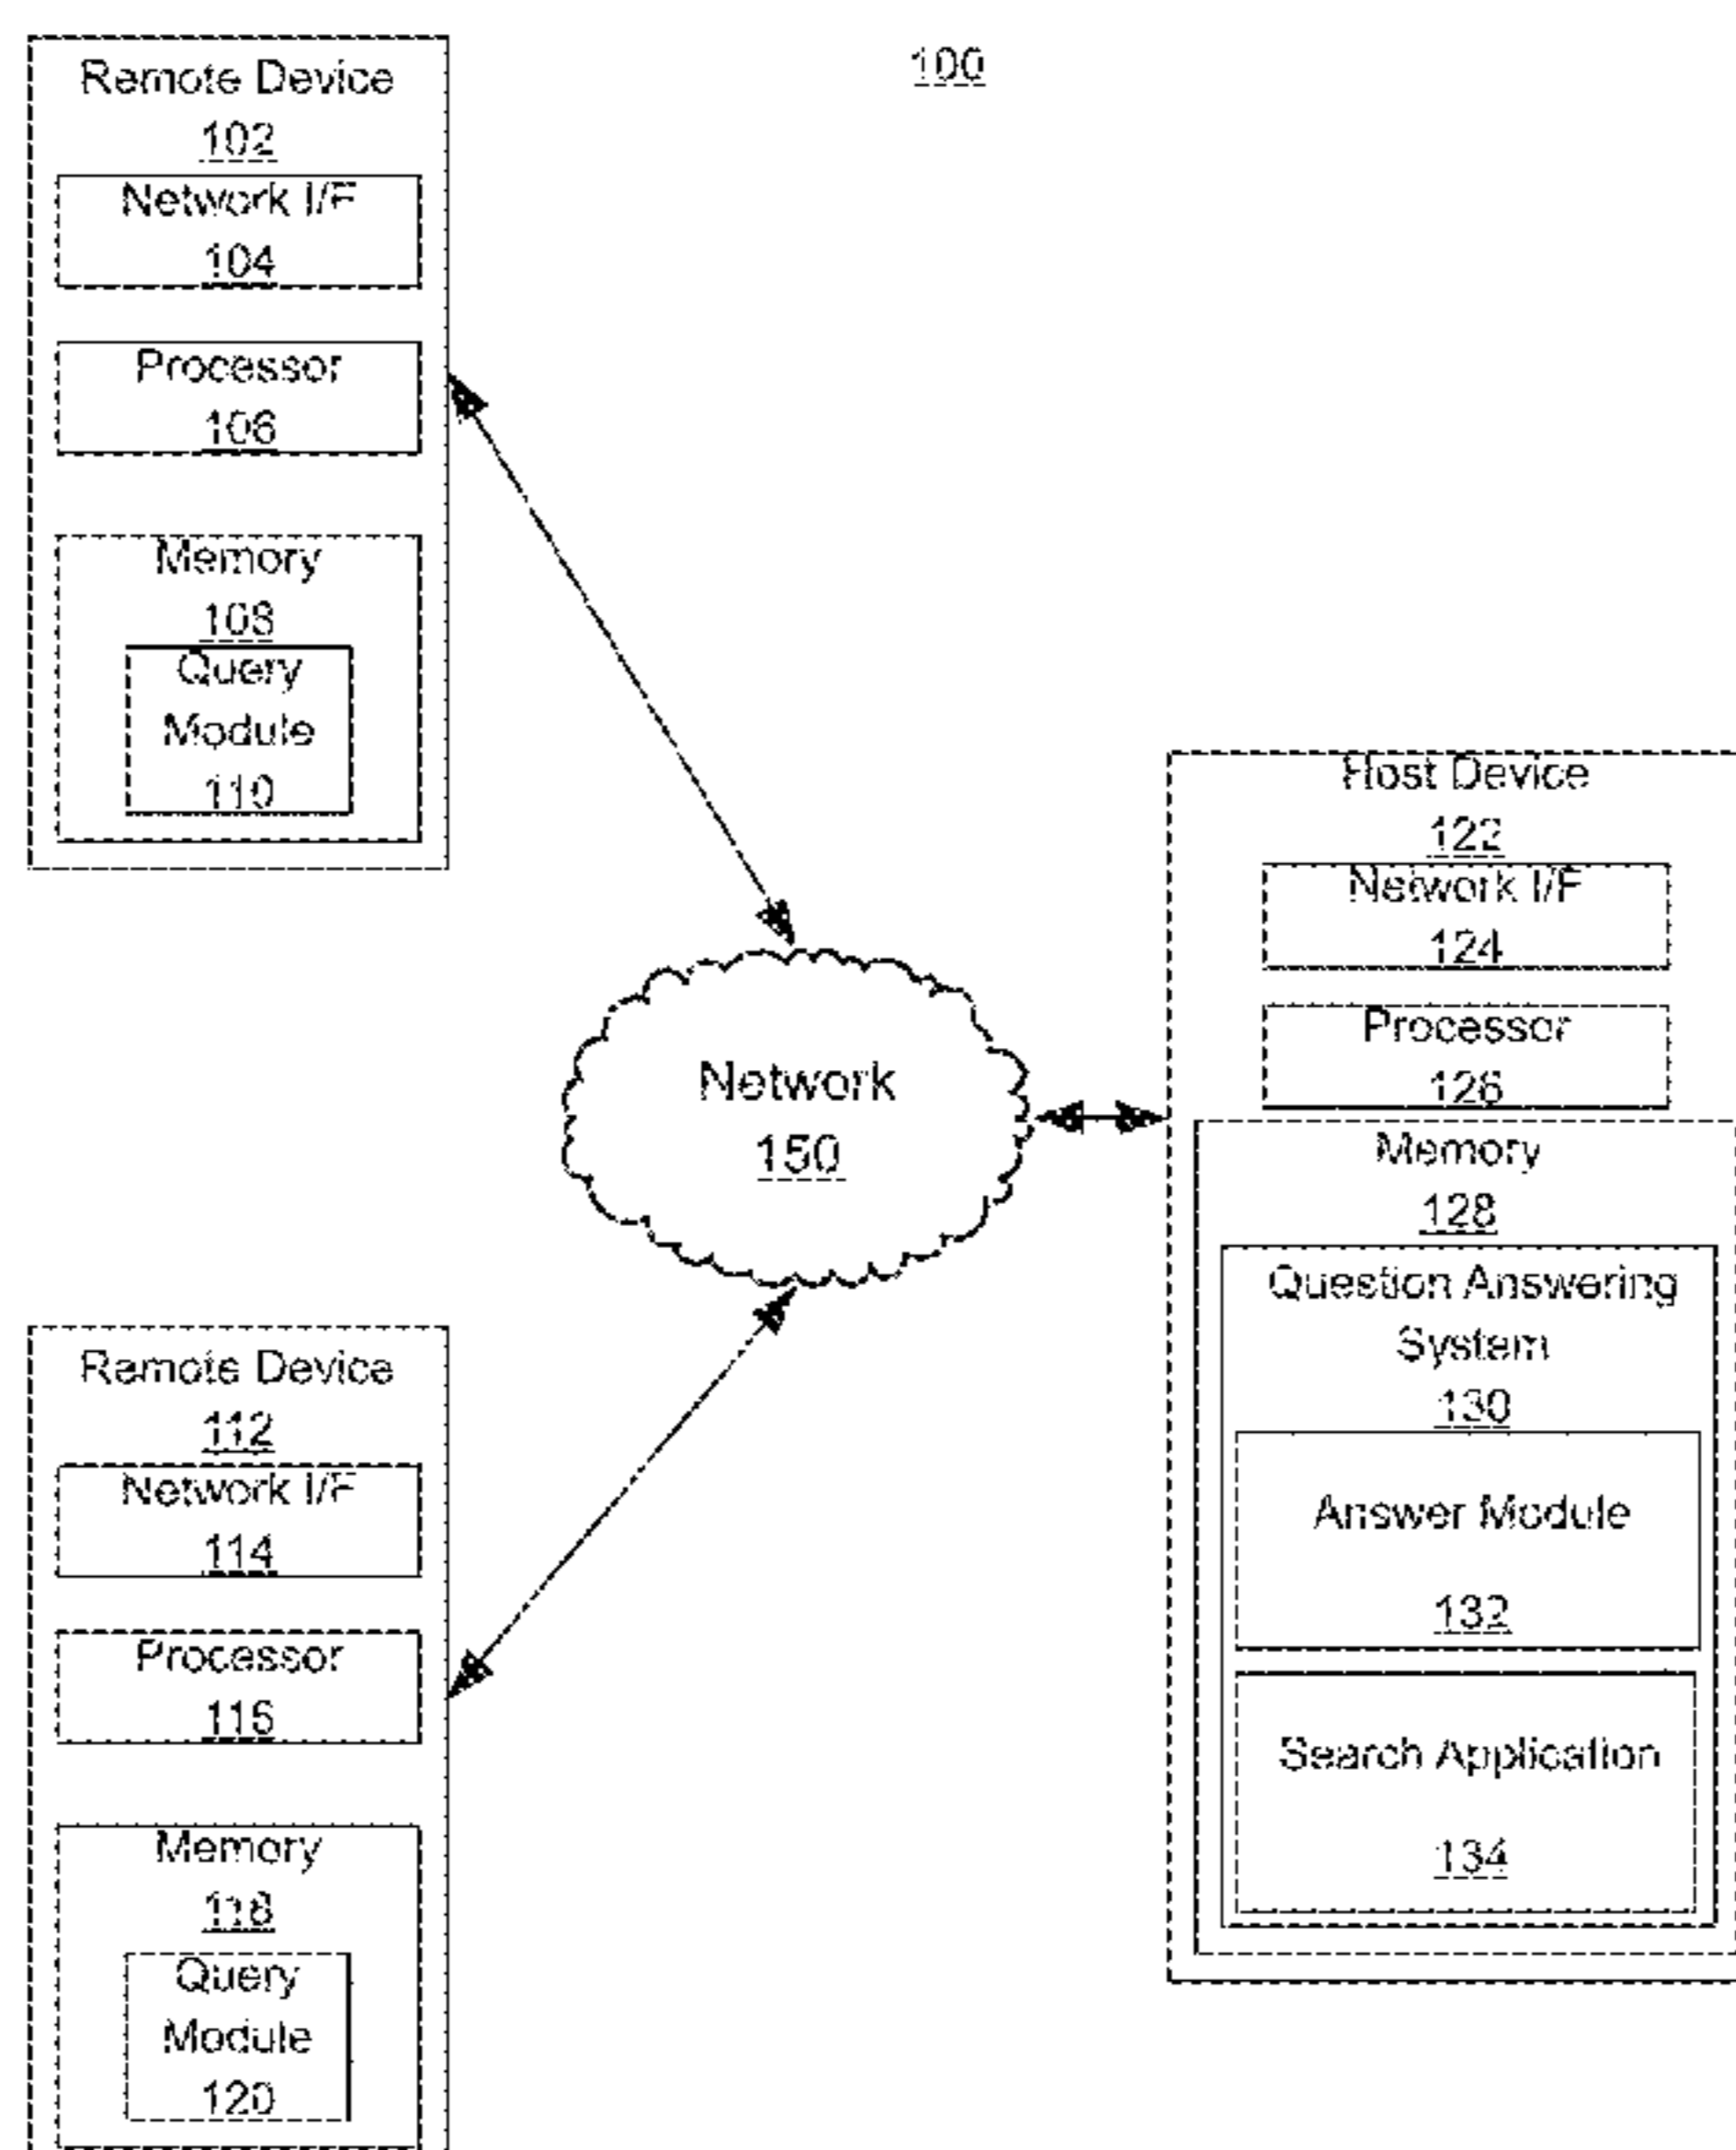 100
Remote Device
102
Network I/F
104
Processor
106
Memory
108
Query
Module
110
Network
150
Remote Device
112
Network I/F
114
Processor
116
Memory
118
Query
Module
120
Host Device
122
Network I/F
124
Processor
126
Memory
128
Question Answering
System
130
Answer Module
132
Search Application
134